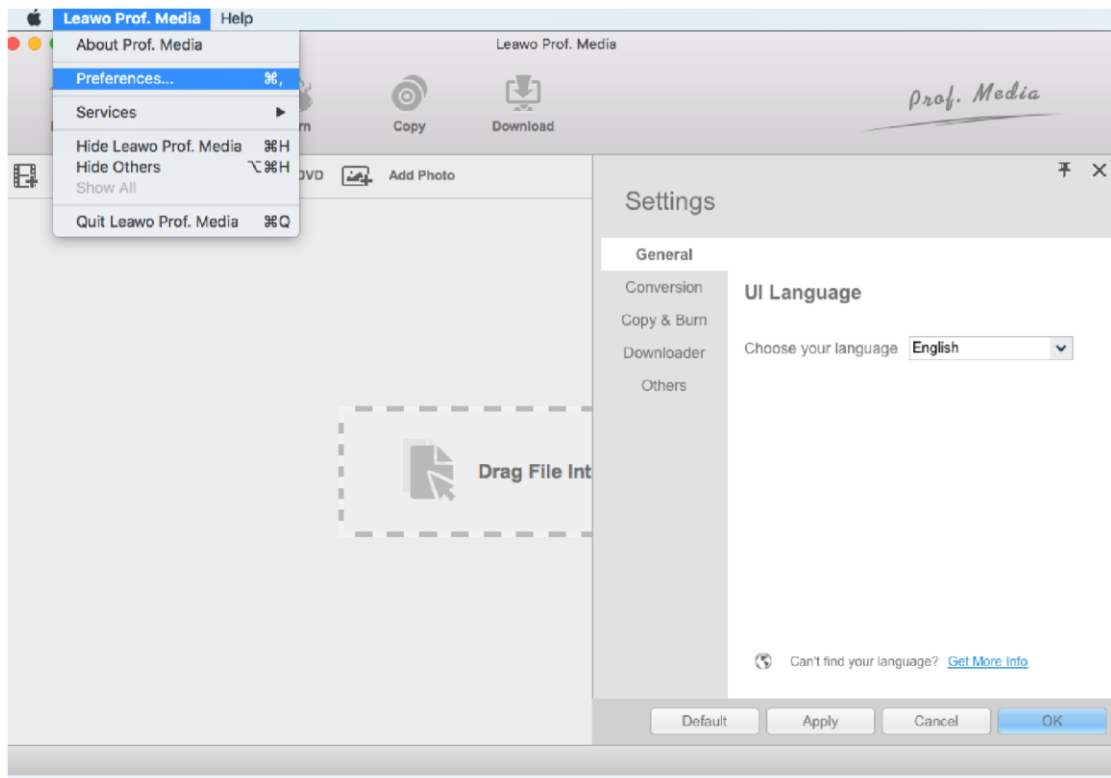 Leawo Prof. Media Help
Leawo Prof. Media
About Prof. Media
Preferences... ⌘,
Services ▶
Hide Leawo Prof. Media ⌘H
Hide Others ⌥⌘H
Show All
Quit Leawo Prof. Media ⌘Q
Copy
Download
Prof. Media
Add Photo
Settings
General
Conversion
Copy & Burn
Downloader
Others
UI Language
Choose your language English
Drag File Int
Can't find your language? Get More Info
Default Apply Cancel OK